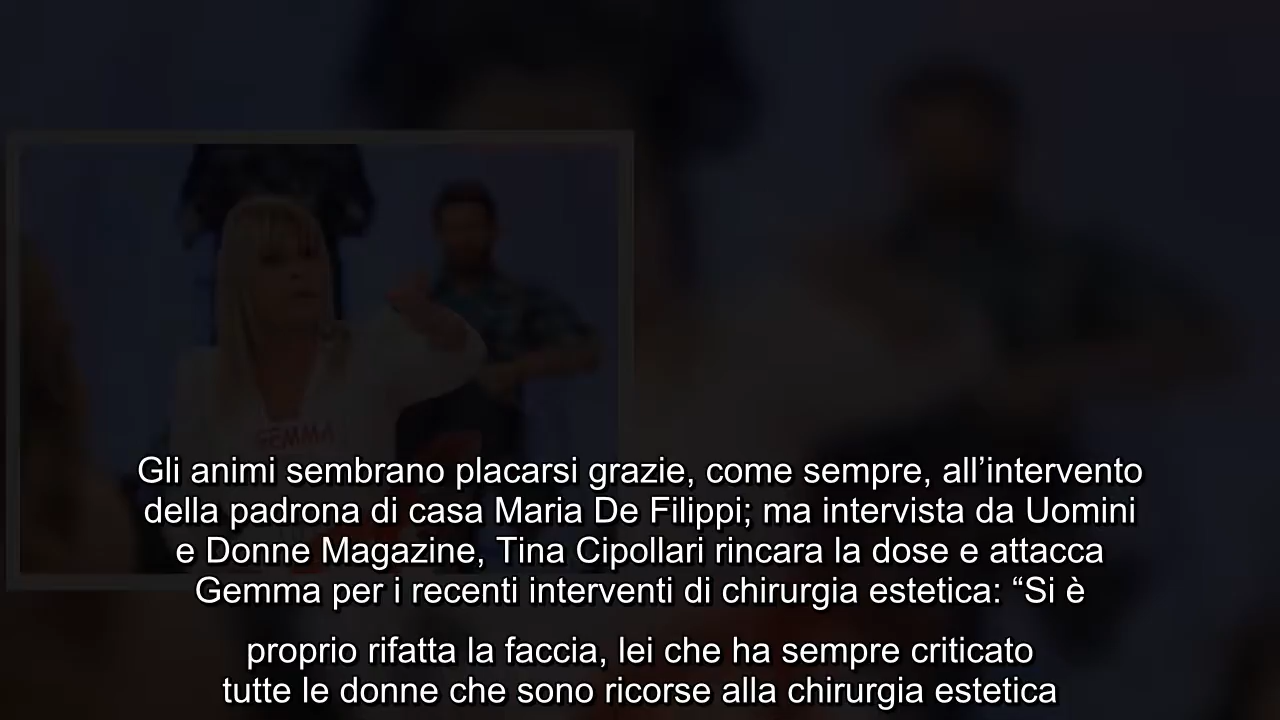 GEMMA
Gli animi sembrano placarsi grazie, come sempre, all’intervento
della padrona di casa Maria De Filippi; ma intervista da Uomini
e Donne Magazine, Tina Cipollari rincara la dose e attacca
Gemma per i recenti interventi di chirurgia estetica: “Si è
proprio rifatta la faccia, lei che ha sempre criticato
tutte le donne che sono ricorse alla chirurgia estetica